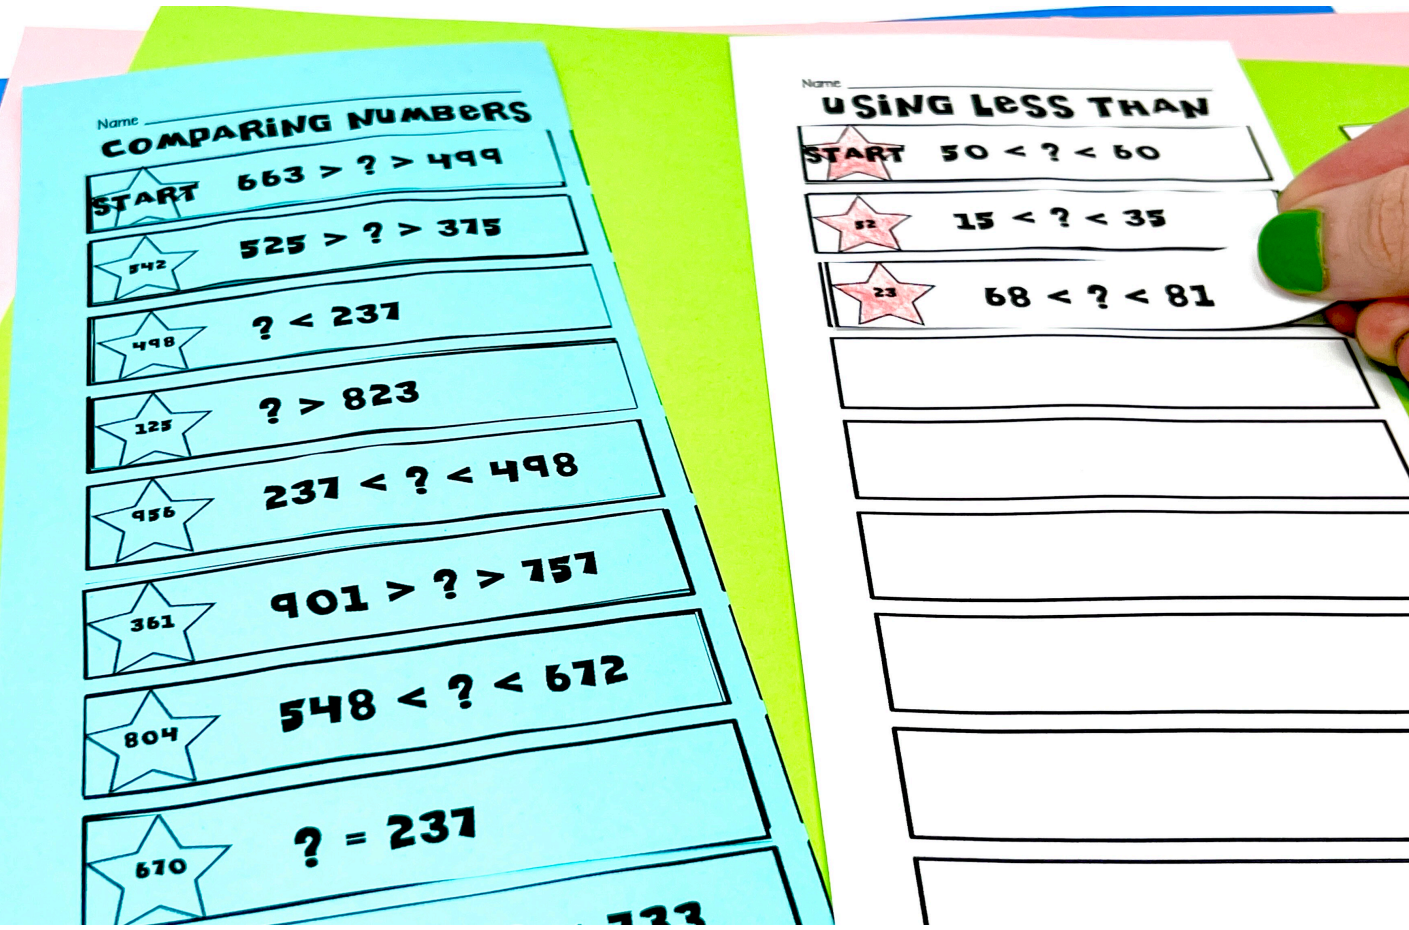 Name
COMPARiNG NUMBeRS
START 663 > ? > 499
542 525 > ? > 375
498 ? < 237
125 ? > 823
956 237 < ? < 498
361 901 > ? > 757
804 548 < ? < 672
670 ? = 237
733
Name
USiNG LeSS THAN
START 50 < ? < 60
52 15 < ? < 35
23 68 < ? < 81